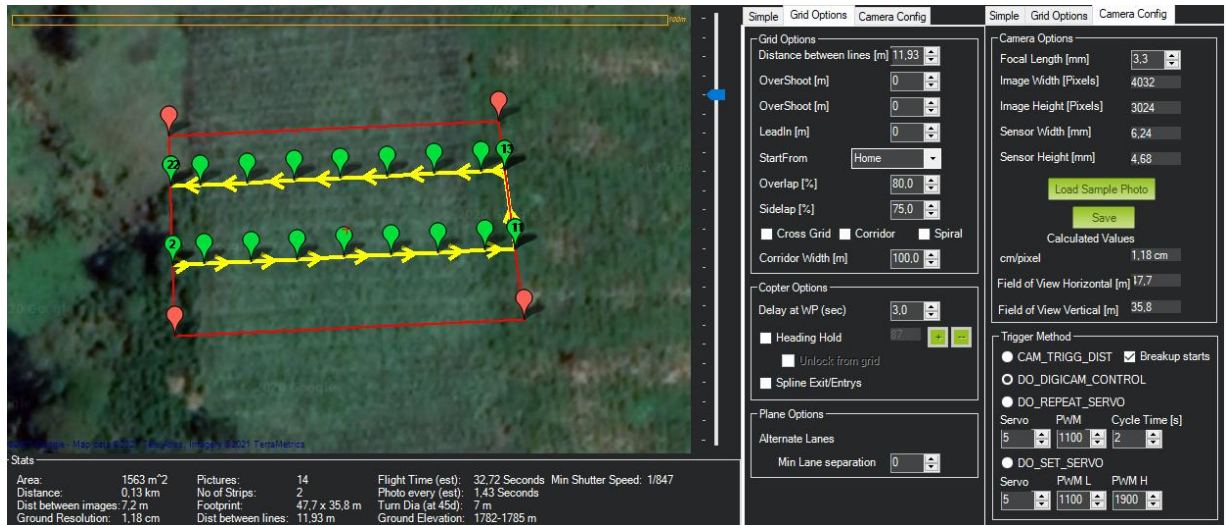 100m
22
13
2
11
Stats
Area: 1563 m^2 Pictures: 14 Flight Time (est): 32,72 Seconds Min Shutter Speed: 1/847
Distance: 0,13 km No of Strips: 2 Photo every (est): 1,43 Seconds
Dist between images: 7,2 m Footprint: 47,7 x 35,8 m Turn Dia (at 45d): 7 m
Ground Resolution: 1,18 cm Dist between lines: 11,93 m Ground Elevation: 1782-1785 m
Simple Grid Options Camera Config
Grid Options
Distance between lines [m] 11,93
OverShoot [m] 0
OverShoot [m] 0
LeadIn [m] 0
StartFrom Home
Overlap [%] 80,0
Sidelap [%] 75,0
Cross Grid Corridor Spiral
Corridor Width [m] 100,0
Copter Options
Delay at WP (sec) 3,0
Heading Hold 87 + --
Unlock from grid
Spline Exit/Entrys
Plane Options
Alternate Lanes
Min Lane separation 0
Simple Grid Options Camera Config
Camera Options
Focal Length [mm] 3,3
Image Width [Pixels] 4032
Image Height [Pixels] 3024
Sensor Width [mm] 6,24
Sensor Height [mm] 4,68
Load Sample Photo
Save
Calculated Values
cm/pixel 1,18 cm
Field of View Horizontal [m] 47,7
Field of View Vertical [m] 35,8
Trigger Method
CAM_TRIGG_DIST Breakup starts
DO_DIGICAM_CONTROL
DO_REPEAT_SERVO
Servo PWM Cycle Time [s]
5 1100 2
DO_SET_SERVO
Servo PWM L PWM H
5 1100 1900